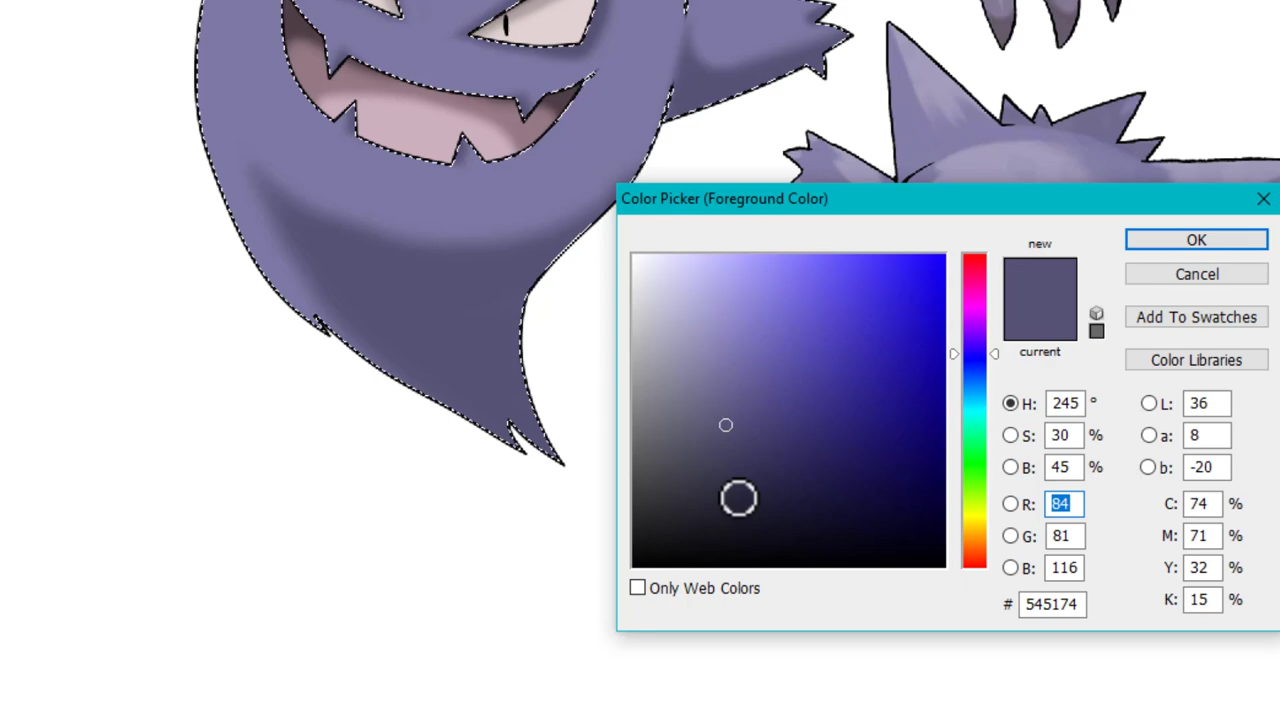 Color Picker (Foreground Color)
new
current
OK
Cancel
Add To Swatches
Color Libraries
H: 245 °
S: 30 %
B: 45 %
R: 84
G: 81
B: 116
# 545174
L: 36
a: 8
b: -20
C: 74 %
M: 71 %
Y: 32 %
K: 15 %
Only Web Colors